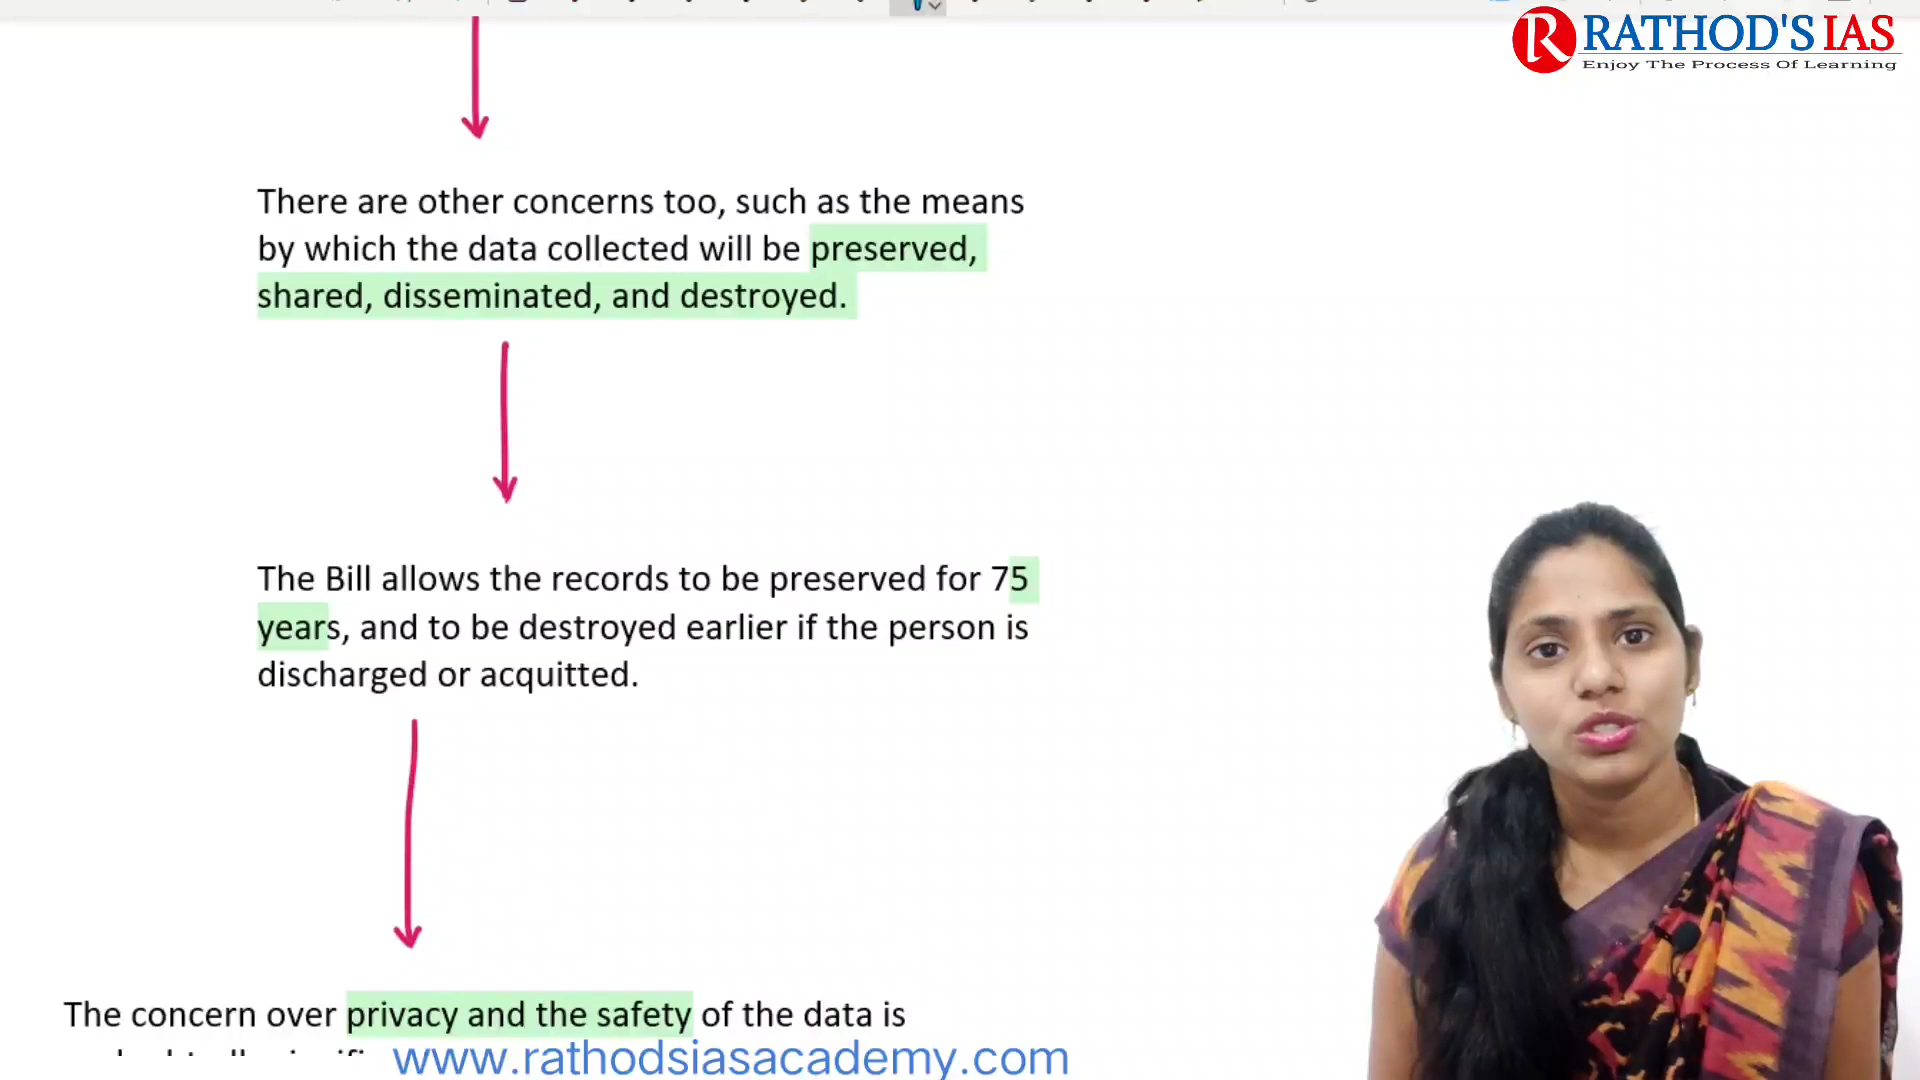 RATHOD'S IAS
Enjoy The Process Of Learning
There are other concerns too, such as the means
by which the data collected will be preserved,
shared, disseminated, and destroyed.
The Bill allows the records to be preserved for 75
years, and to be destroyed earlier if the person is
discharged or acquitted.
The concern over privacy and the safety of the data is
www.rathodsiasacademy.com